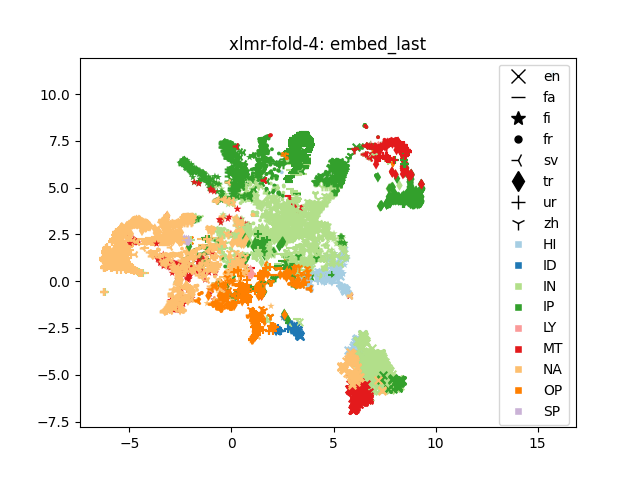 xlmr-fold-4: embed_last
10.0
7.5
5.0
2.5
0.0
−2.5
−5.0
−7.5
−5
0
5
10
15
en
fa
fi
fr
sv
tr
ur
zh
HI
ID
IN
IP
LY
MT
NA
OP
SP